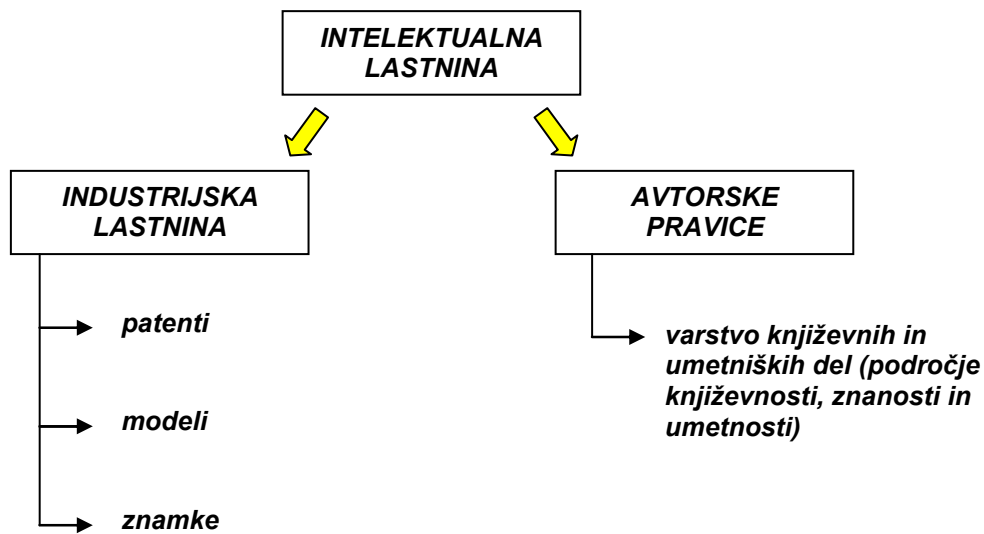 INTELEKTUALNA
LASTNINA
INDUSTRIJSKA
LASTNINA
patenti
modeli
znamke
AVTORSKE
PRAVICE
varstvo književnih in
umetniških del (področje
književnosti, znanosti in
umetnosti)